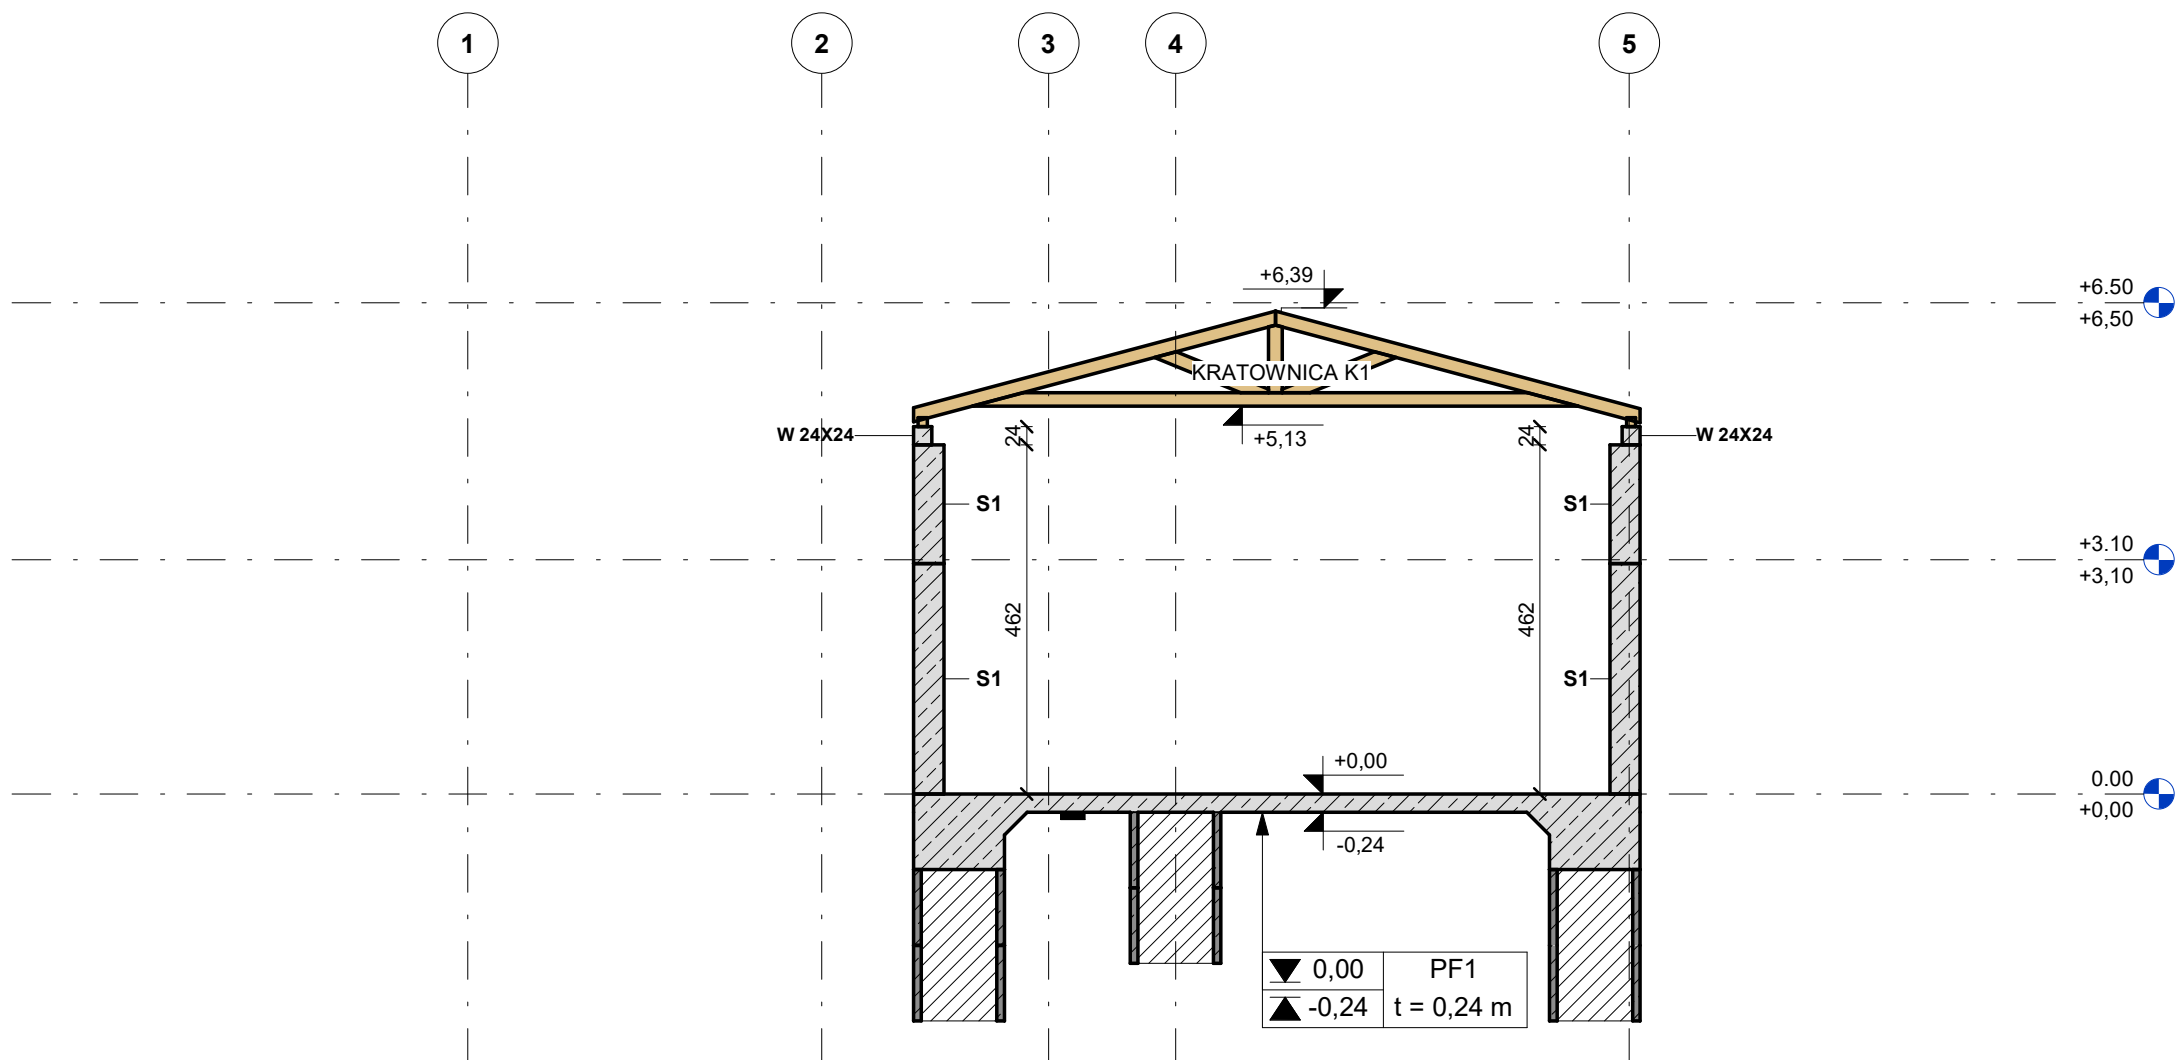 1 2 3 4 5
+6,39
+6.50
+6,50
KRATOWNICA K1
W 24X24
24
+5,13
24
W 24X24
S1
S1
+3.10
+3,10
462
462
S1
S1
+0,00
0.00
+0,00
-0,24
0,00 PF1
-0,24 t = 0,24 m